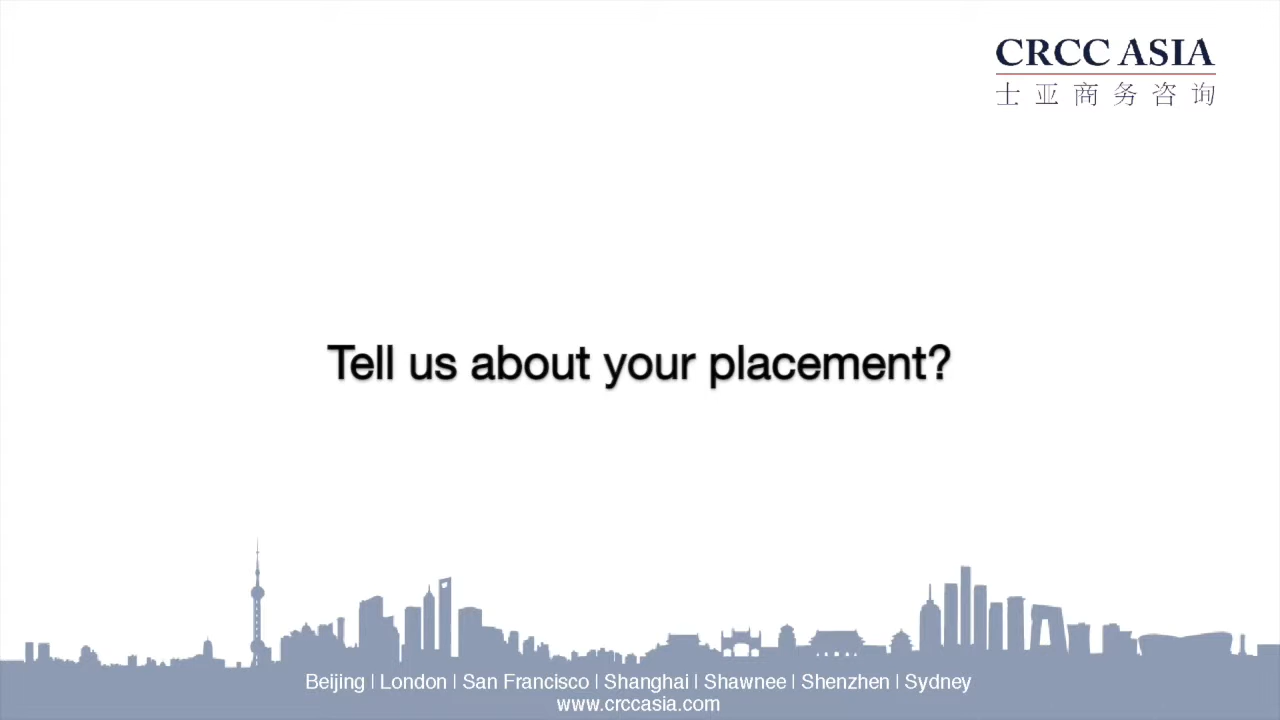 CRCC ASIA
士亚商务咨询
Tell us about your placement?
Beijing | London | San Francisco | Shanghai | Shawnee | Shenzhen | Sydney
www.crccasia.com